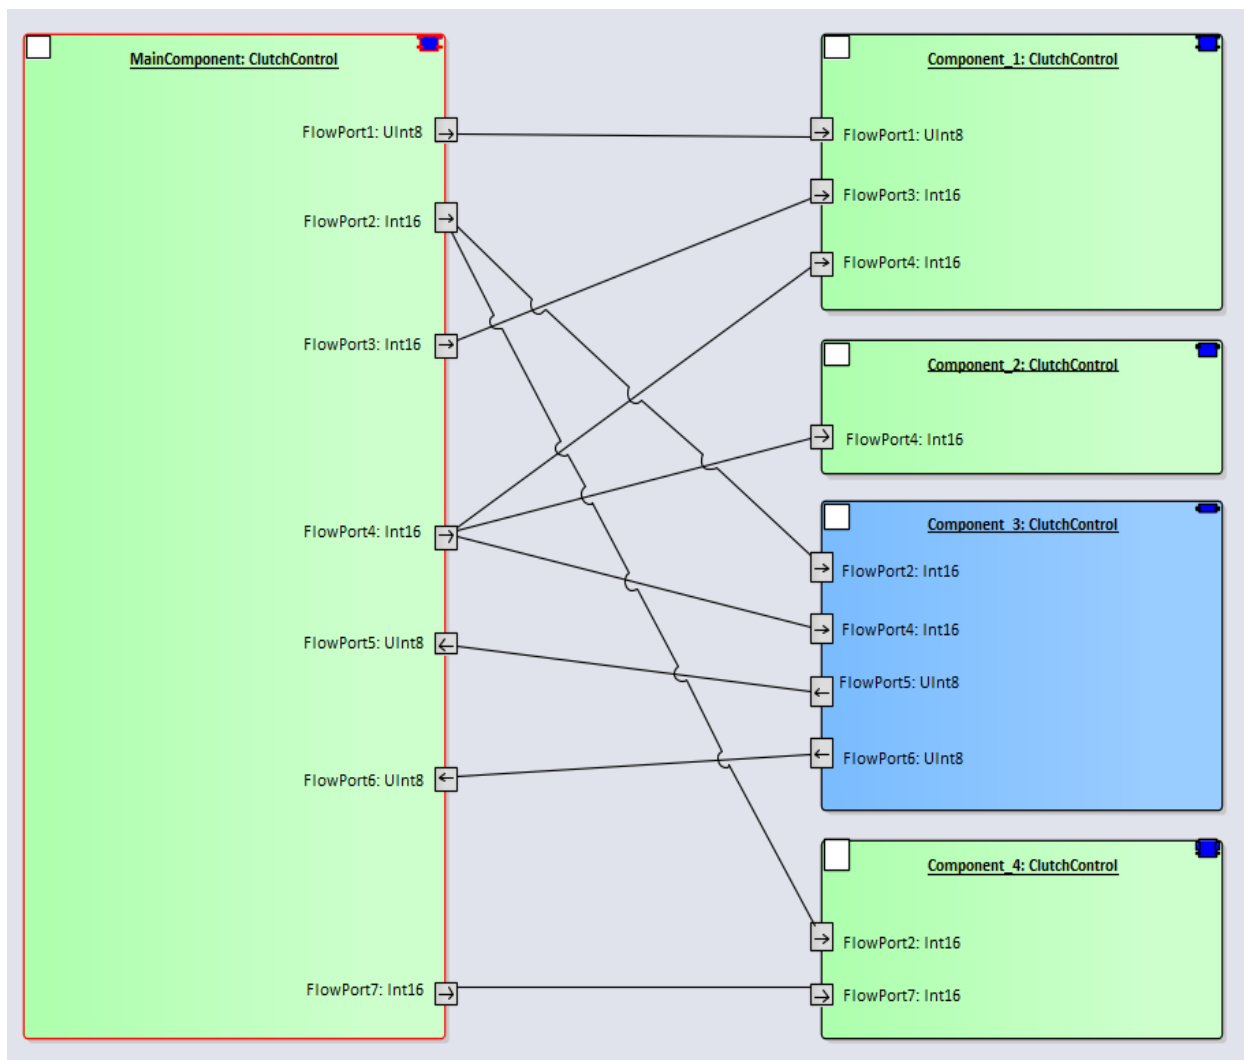 MainComponent: ClutchControl
FlowPort1: UInt8
FlowPort2: Int16
FlowPort3: Int16
FlowPort4: Int16
FlowPort5: UInt8
FlowPort6: UInt8
FlowPort7: Int16
Component_1: ClutchControl
FlowPort1: UInt8
FlowPort3: Int16
FlowPort4: Int16
Component_2: ClutchControl
FlowPort4: Int16
Component_3: ClutchControl
FlowPort2: Int16
FlowPort4: Int16
FlowPort5: UInt8
FlowPort6: UInt8
Component_4: ClutchControl
FlowPort2: Int16
FlowPort7: Int16